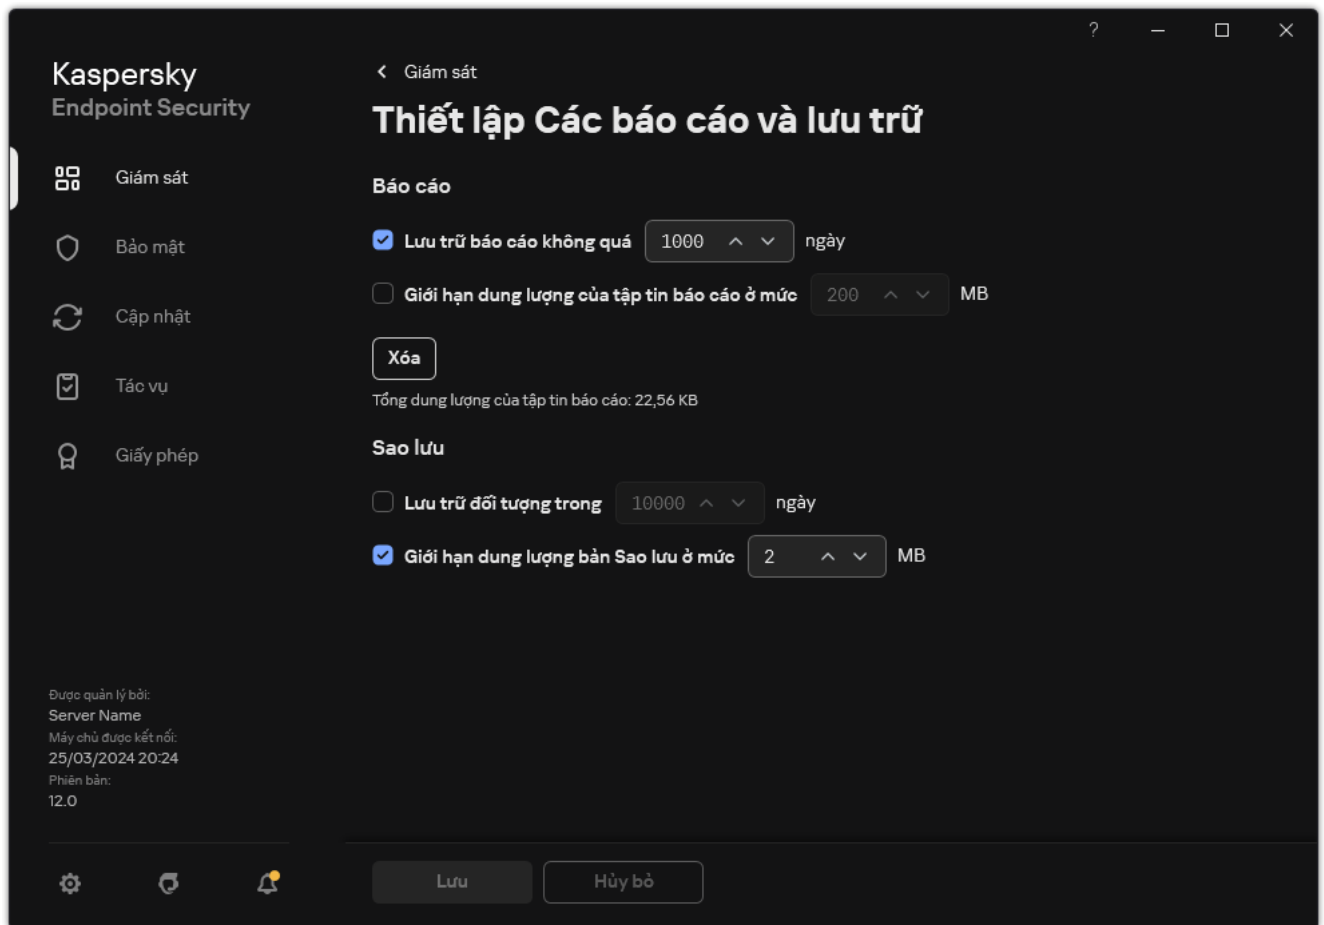 ?
Kaspersky
Endpoint Security
Giám sát
Bảo mật
Cập nhật
Tác vụ
Giấy phép
Được quản lý bởi:
Server Name
Máy chủ được kết nối:
25/03/2024 20:24
Phiên bản:
12.0
Giám sát
Thiết lập Các báo cáo và lưu trữ
Báo cáo
Lưu trữ báo cáo không quá 1000 ngày
Giới hạn dung lượng của tập tin báo cáo ở mức 200 MB
Xóa
Tổng dung lượng của tập tin báo cáo: 22,56 KB
Sao lưu
Lưu trữ đối tượng trong 10000 ngày
Giới hạn dung lượng bản Sao lưu ở mức 2 MB
Lưu Hủy bỏ